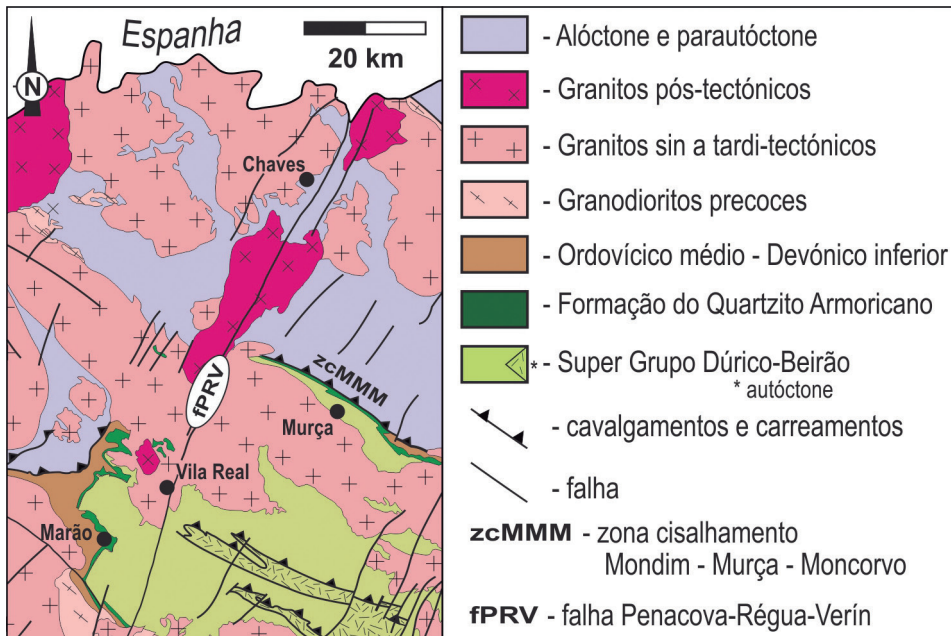 Espanha
20 km
N
Chaves
fPRV
zcMMM
Murça
Vila Real
Marão
- Alóctone e parautóctone
- Granitos pós-tectónicos
- Granitos sin a tardi-tectónicos
- Granodioritos precoces
- Ordovícico médio - Devónico inferior
- Formação do Quartzito Armoricano
* - Super Grupo Dúrico-Beirão
* autóctone
- cavalgamentos e carreamentos
- falha
zcMMM - zona cisalhamento
Mondim - Murça - Moncorvo
fPRV - falha Penacova-Régua-Verín